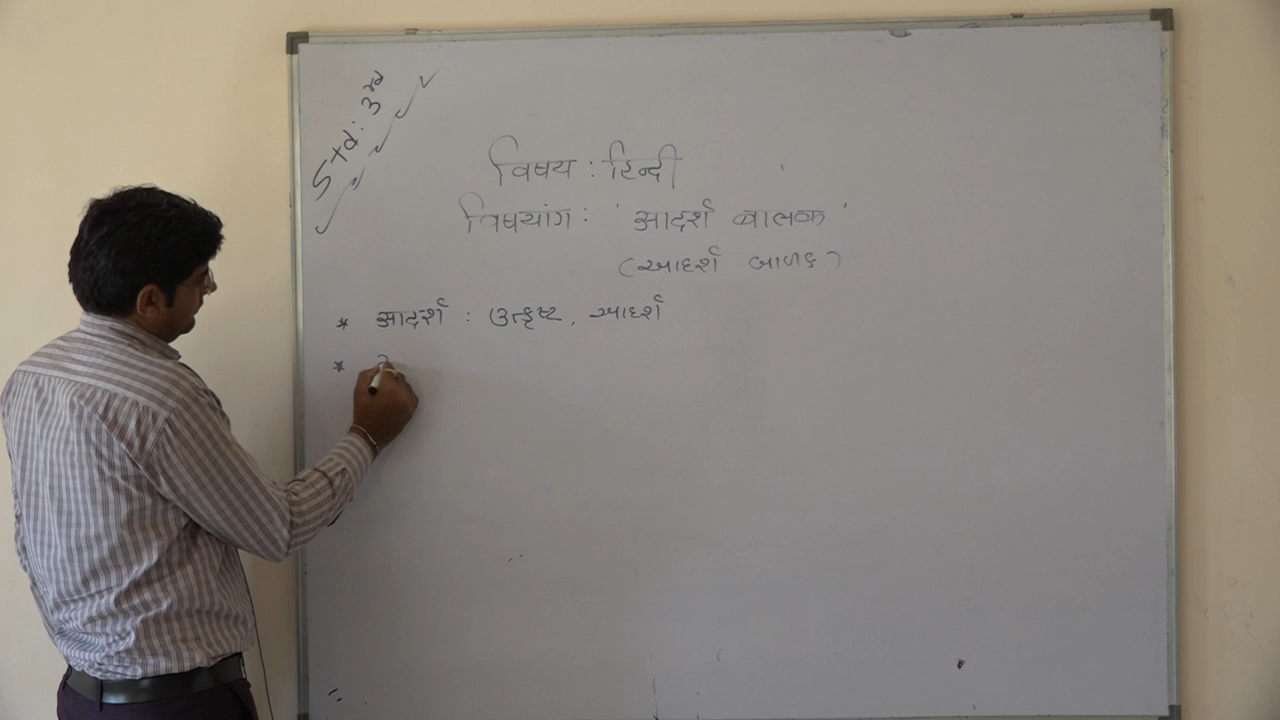 Std: 3rd
विषय : हिन्दी
विषयांग : ' आदर्श बालक '
(આદર્શ બાળક)
* आदर्श : ઉત્કૃષ્ટ, આદર્શ
*